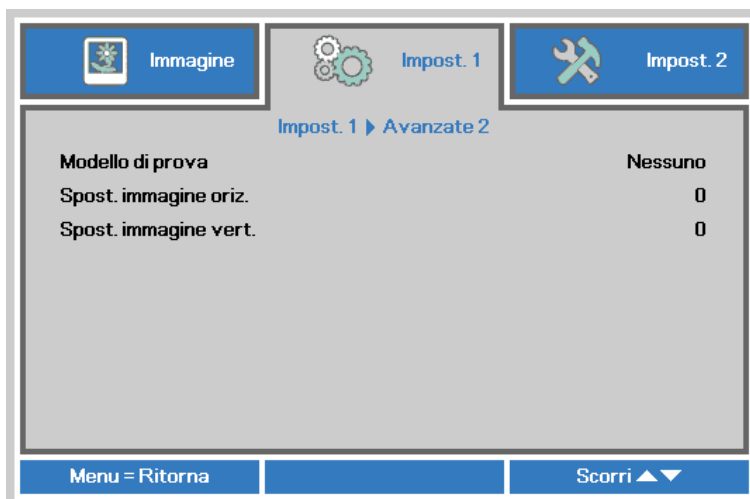 Immagine
Impost. 1
Impost. 2
Impost. 1 ▶ Avanzate 2
Modello di prova Nessuno
Spost. immagine oriz. 0
Spost. immagine vert. 0
Menu = Ritorna
Scorri ▲▼